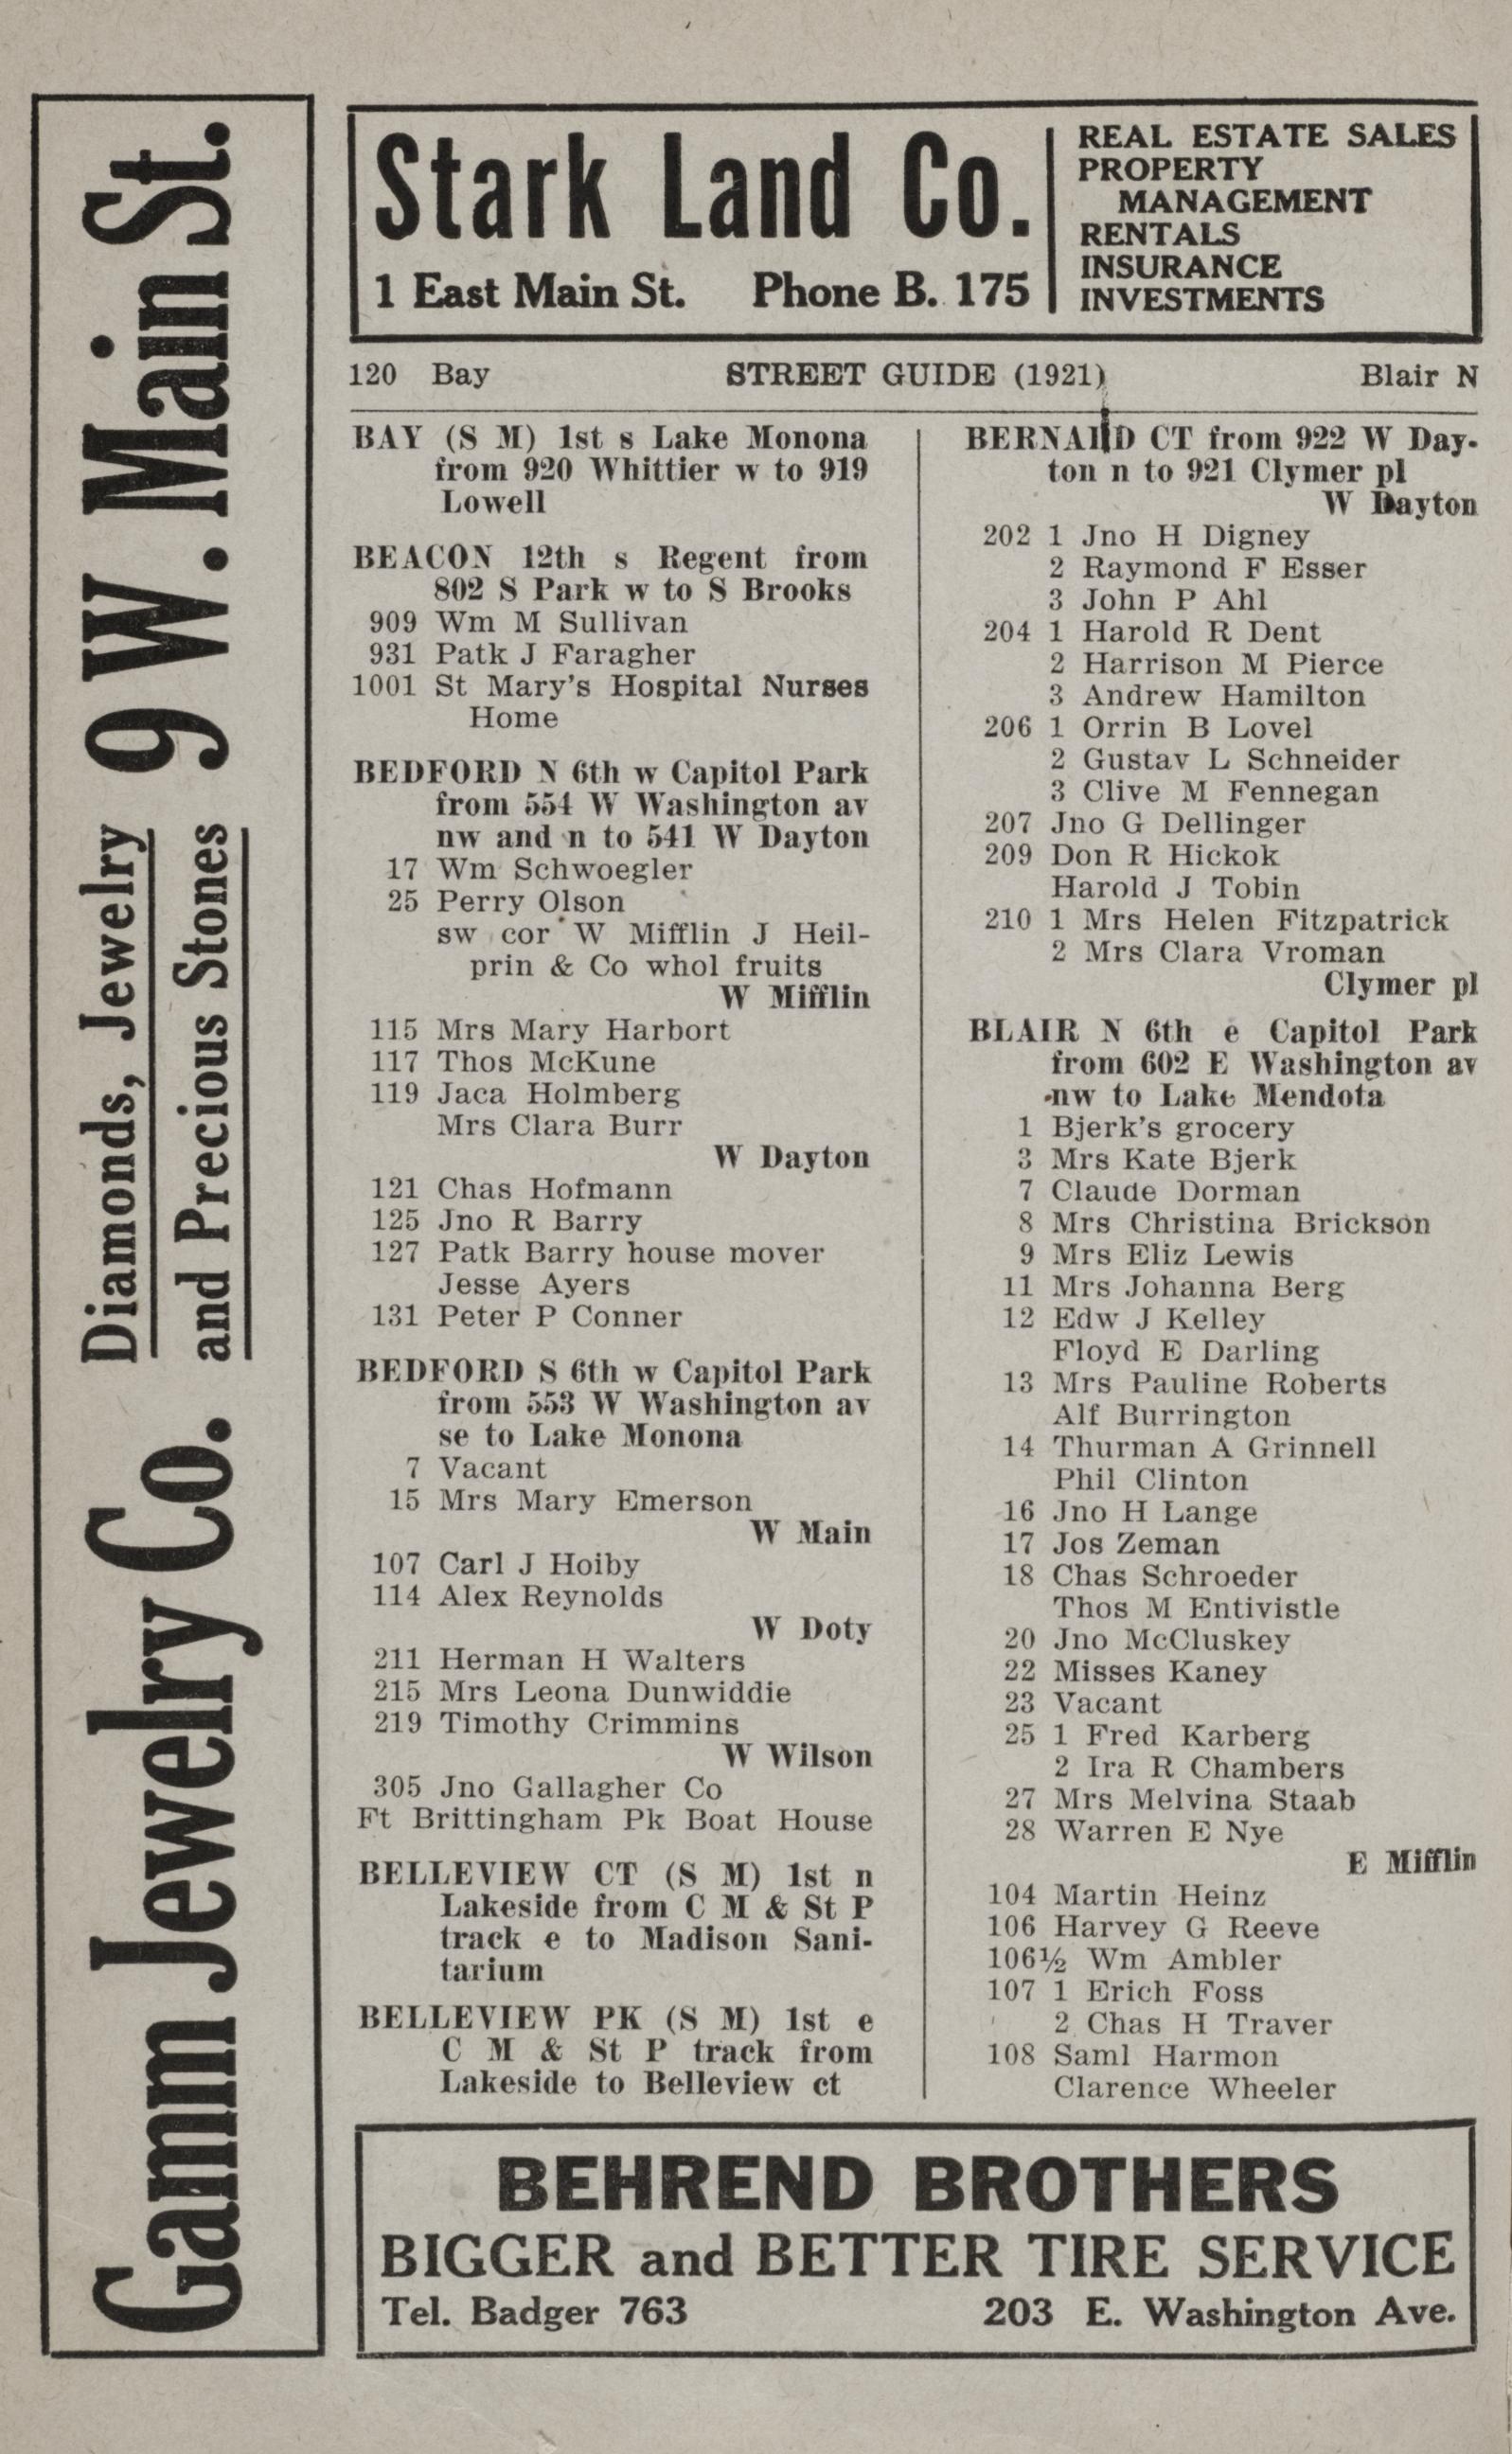 Gamm Jewelry Co. Diamonds, Jewelry and Precious Stones 9 W. Main St.
Stark Land Co.
1 East Main St. Phone B. 175
REAL ESTATE SALES
PROPERTY
MANAGEMENT
RENTALS
INSURANCE
INVESTMENTS
120 Bay STREET GUIDE (1921) Blair N
BAY (S M) 1st s Lake Monona
from 920 Whittier w to 919
Lowell
BEACON 12th s Regent from
802 S Park w to S Brooks
909 Wm M Sullivan
931 Patk J Faragher
1001 St Mary's Hospital Nurses
Home
BEDFORD N 6th w Capitol Park
from 554 W Washington av
nw and n to 541 W Dayton
17 Wm Schwoegler
25 Perry Olson
sw cor W Mifflin J Heil-
prin & Co whol fruits
W Mifflin
115 Mrs Mary Harbort
117 Thos McKune
119 Jaca Holmberg
Mrs Clara Burr
W Dayton
121 Chas Hofmann
125 Jno R Barry
127 Patk Barry house mover
Jesse Ayers
131 Peter P Conner
BEDFORD S 6th w Capitol Park
from 553 W Washington av
se to Lake Monona
7 Vacant
15 Mrs Mary Emerson
W Main
107 Carl J Hoiby
114 Alex Reynolds
W Doty
211 Herman H Walters
215 Mrs Leona Dunwiddie
219 Timothy Crimmins
W Wilson
305 Jno Gallagher Co
Ft Brittingham Pk Boat House
BELLEVIEW CT (S M) 1st n
Lakeside from C M & St P
track e to Madison Sani-
tarium
BELLEVIEW PK (S M) 1st e
C M & St P track from
Lakeside to Belleview ct
BERNARD CT from 922 W Day-
ton n to 921 Clymer pl
W Dayton
202 1 Jno H Digney
2 Raymond F Esser
3 John P Ahl
204 1 Harold R Dent
2 Harrison M Pierce
3 Andrew Hamilton
206 1 Orrin B Lovel
2 Gustav L Schneider
3 Clive M Fennegan
207 Jno G Dellinger
209 Don R Hickok
Harold J Tobin
210 1 Mrs Helen Fitzpatrick
2 Mrs Clara Vroman
Clymer pl
BLAIR N 6th e Capitol Park
from 602 E Washington av
nw to Lake Mendota
1 Bjerk's grocery
3 Mrs Kate Bjerk
7 Claude Dorman
8 Mrs Christina Brickson
9 Mrs Eliz Lewis
11 Mrs Johanna Berg
12 Edw J Kelley
Floyd E Darling
13 Mrs Pauline Roberts
Alf Burrington
14 Thurman A Grinnell
Phil Clinton
16 Jno H Lange
17 Jos Zeman
18 Chas Schroeder
Thos M Entivistle
20 Jno McCluskey
22 Misses Kaney
23 Vacant
25 1 Fred Karberg
2 Ira R Chambers
27 Mrs Melvina Staab
28 Warren E Nye
E Mifflin
104 Martin Heinz
106 Harvey G Reeve
106½ Wm Ambler
107 1 Erich Foss
2 Chas H Traver
108 Saml Harmon
Clarence Wheeler
BEHREND BROTHERS
BIGGER and BETTER TIRE SERVICE
Tel. Badger 763 203 E. Washington Ave.